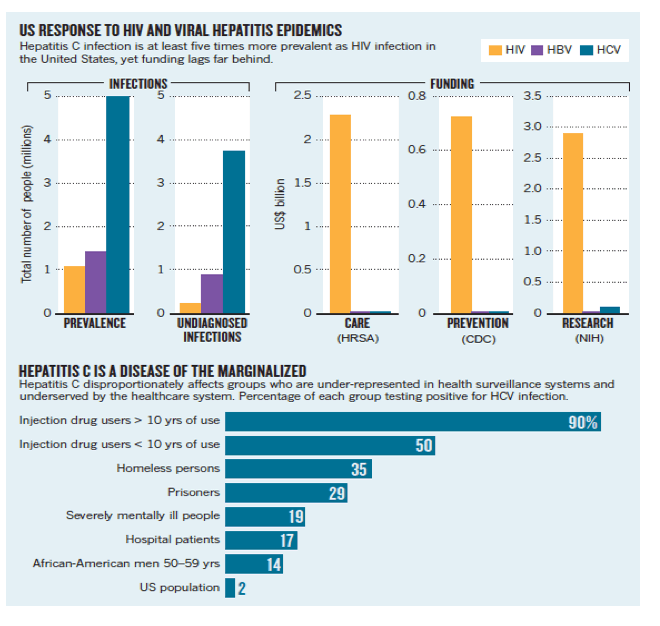 US RESPONSE TO HIV AND VIRAL HEPATITIS EPIDEMICS
Hepatitis C infection is at least five times more prevalent as HIV infection in
the United States, yet funding lags far behind.
HIV HBV HCV
INFECTIONS
FUNDING
Total number of people (millions)
5
4
3
2
1
0
PREVALENCE
5
4
3
2
1
0
UNDIAGNOSED
INFECTIONS
US$ billion
2.5
2
1.5
1
0.5
0
CARE
(HRSA)
0.8
0.6
0.4
0.2
0
PREVENTION
(CDC)
3.5
3.0
2.5
2.0
1.5
1.0
0.5
0
RESEARCH
(NIH)
HEPATITIS C IS A DISEASE OF THE MARGINALIZED
Hepatitis C disproportionately affects groups who are under-represented in health surveillance systems and
underserved by the healthcare system. Percentage of each group testing positive for HCV infection.
Injection drug users > 10 yrs of use 90%
Injection drug users < 10 yrs of use 50
Homeless persons 35
Prisoners 29
Severely mentally ill people 19
Hospital patients 17
African-American men 50–59 yrs 14
US population 2